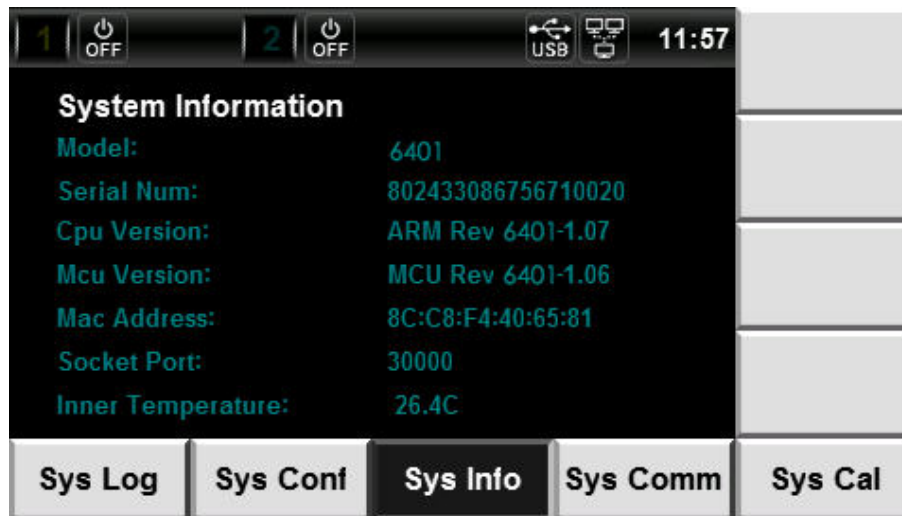 1 OFF 2 OFF USB 11:57
System Information
Model: 6401
Serial Num: 802433086756710020
Cpu Version: ARM Rev 6401-1.07
Mcu Version: MCU Rev 6401-1.06
Mac Address: 8C:C8:F4:40:65:81
Socket Port: 30000
Inner Temperature: 26.4C
Sys Log Sys Conf Sys Info Sys Comm Sys Cal